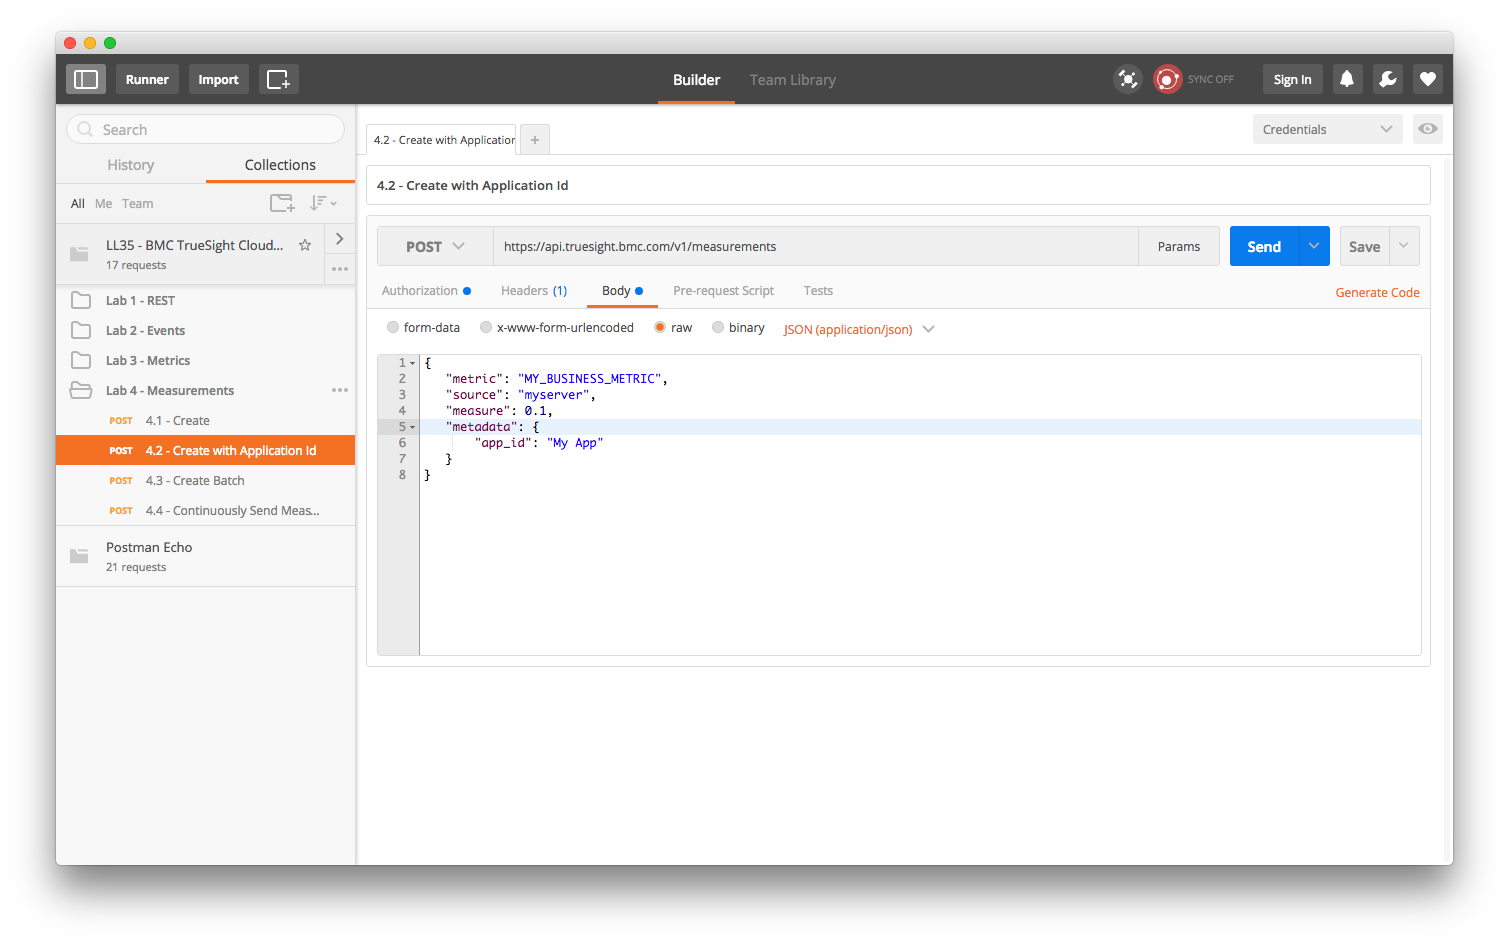 Runner
Import
Builder
Team Library
SYNC OFF
Sign In
Search
History
Collections
All Me Team
LL35 - BMC TrueSight Cloud...
17 requests
Lab 1 - REST
Lab 2 - Events
Lab 3 - Metrics
Lab 4 - Measurements
POST 4.1 - Create
POST 4.2 - Create with Application Id
POST 4.3 - Create Batch
POST 4.4 - Continuously Send Meas...
Postman Echo
21 requests
4.2 - Create with Application
+
Credentials
4.2 - Create with Application Id
POST
https://api.truesight.bmc.com/v1/measurements
Params
Send
Save
Authorization
Headers (1)
Body
Pre-request Script
Tests
Generate Code
form-data
x-www-form-urlencoded
raw
binary
JSON (application/json)
1 {
2 "metric": "MY_BUSINESS_METRIC",
3 "source": "myserver",
4 "measure": 0.1,
5 "metadata": {
6 "app_id": "My App"
7 }
8 }